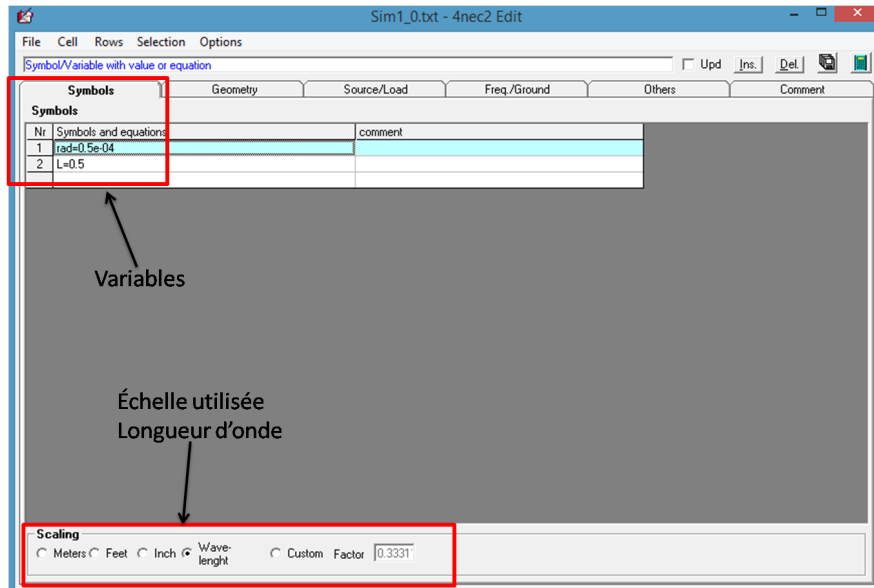 Sim1_0.txt - 4nec2 Edit
File Cell Rows Selection Options
Symbol/Variable with value or equation
Upd Ins. Del.
Symbols Geometry Source/Load Freq./Ground Others Comment
Symbols
Nr Symbols and equations comment
1 rad=0.5e-04
2 L=0.5
Variables
Échelle utilisée
Longueur d'onde
Scaling
Meters Feet Inch Wave-
lenght
Custom Factor 0.3331